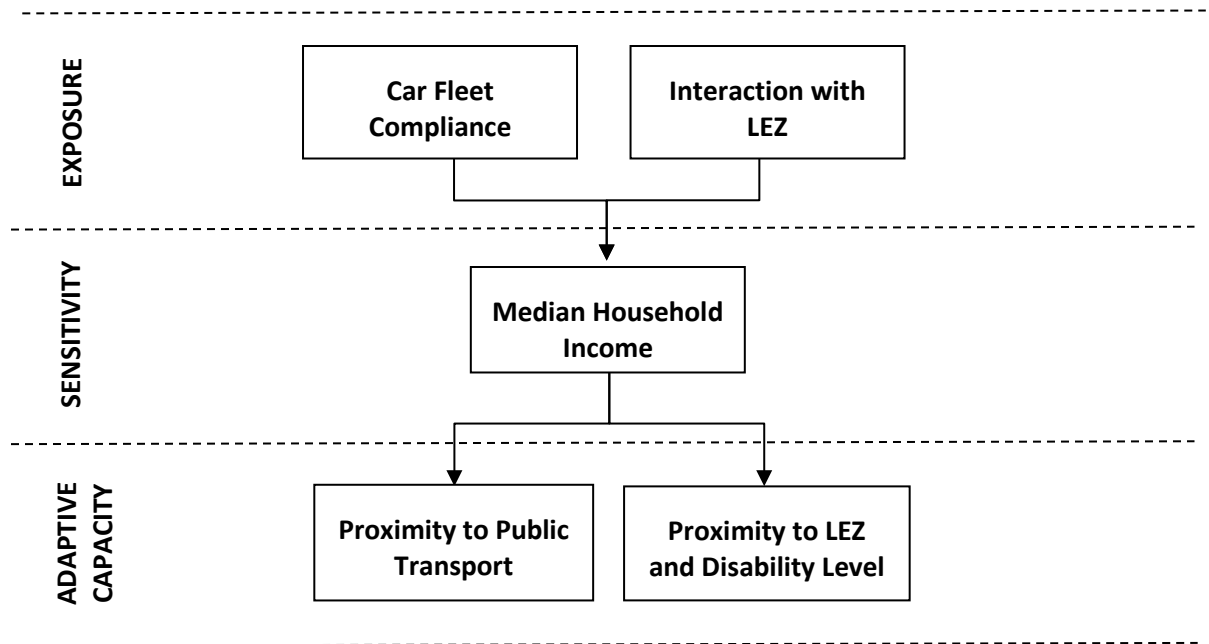 EXPOSURE
Car Fleet
Compliance
Interaction with
LEZ
SENSITIVITY
Median Household
Income
ADAPTIVE
CAPACITY
Proximity to Public
Transport
Proximity to LEZ
and Disability Level